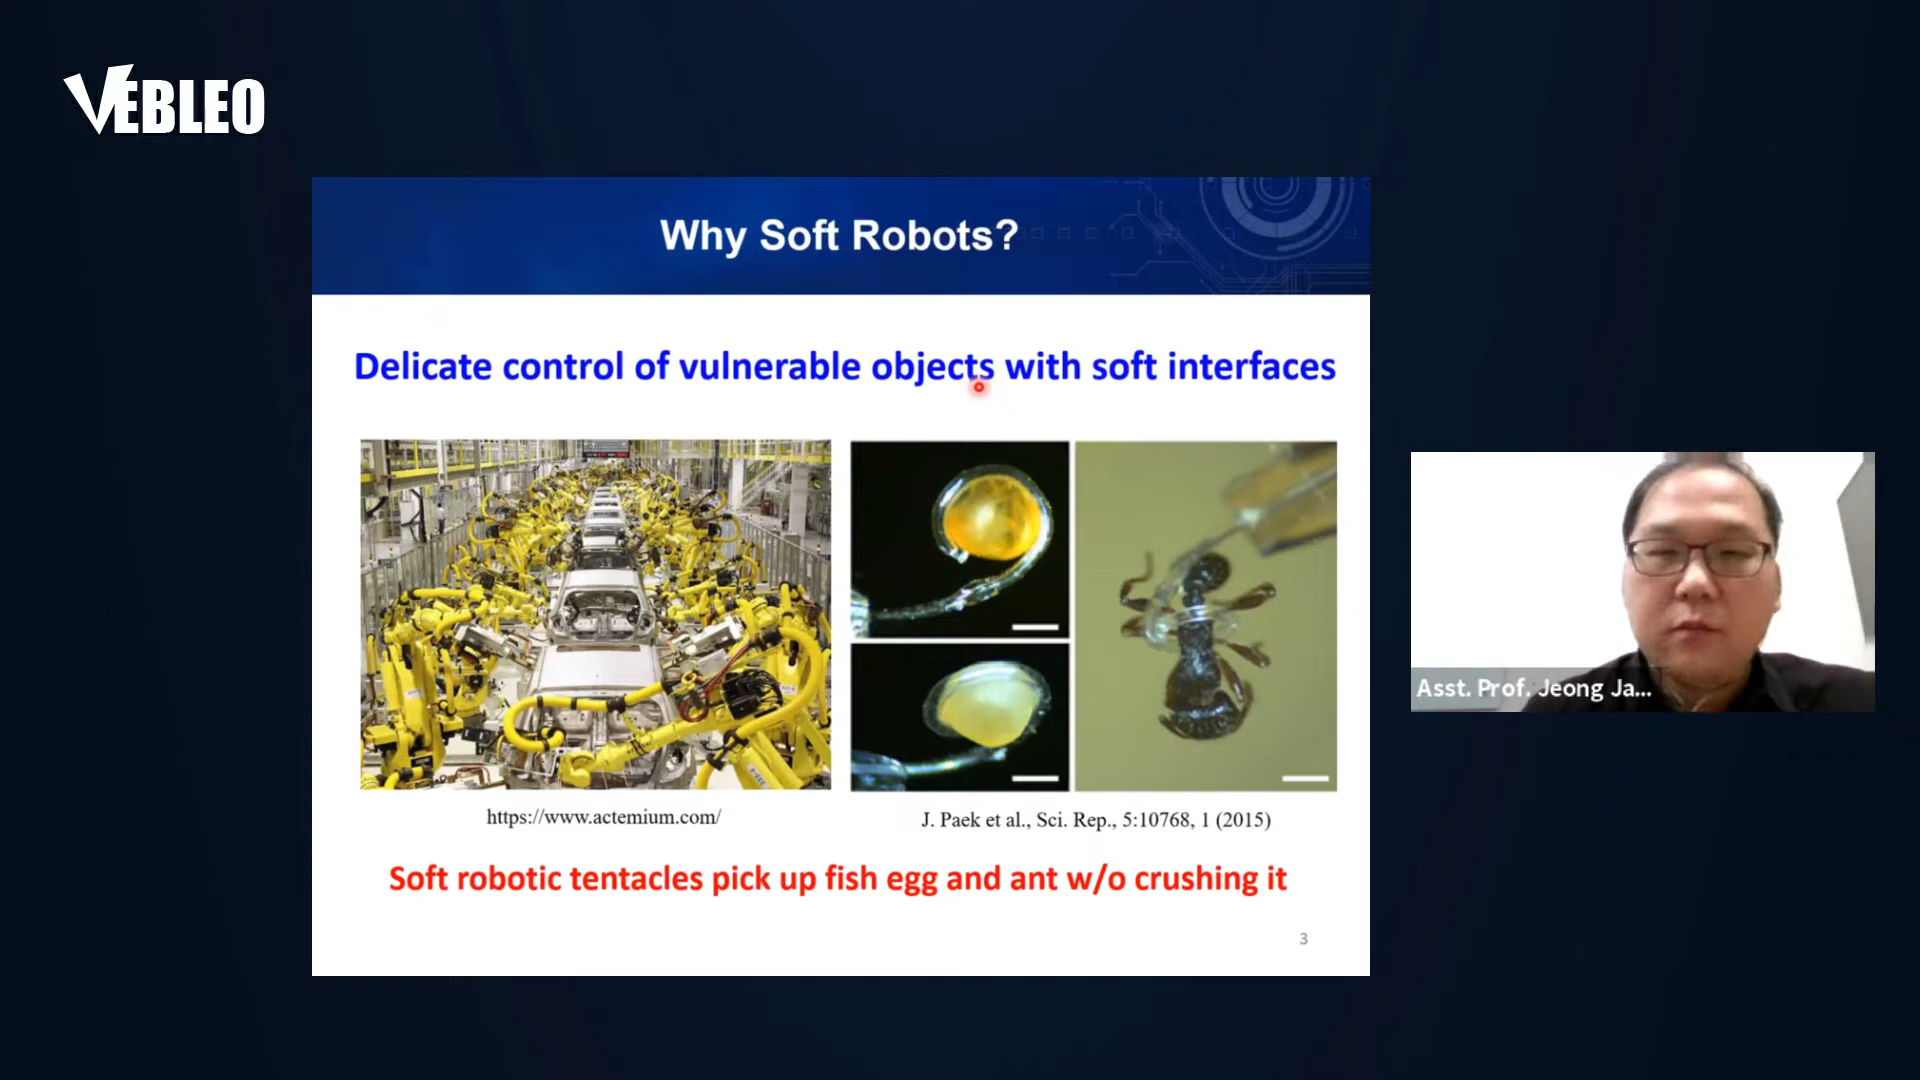 VEBLEO
Why Soft Robots?
Delicate control of vulnerable objects with soft interfaces
https://www.actemium.com/
J. Paek et al., Sci. Rep., 5:10768, 1 (2015)
Soft robotic tentacles pick up fish egg and ant w/o crushing it
3
Asst. Prof. Jeong Ja...